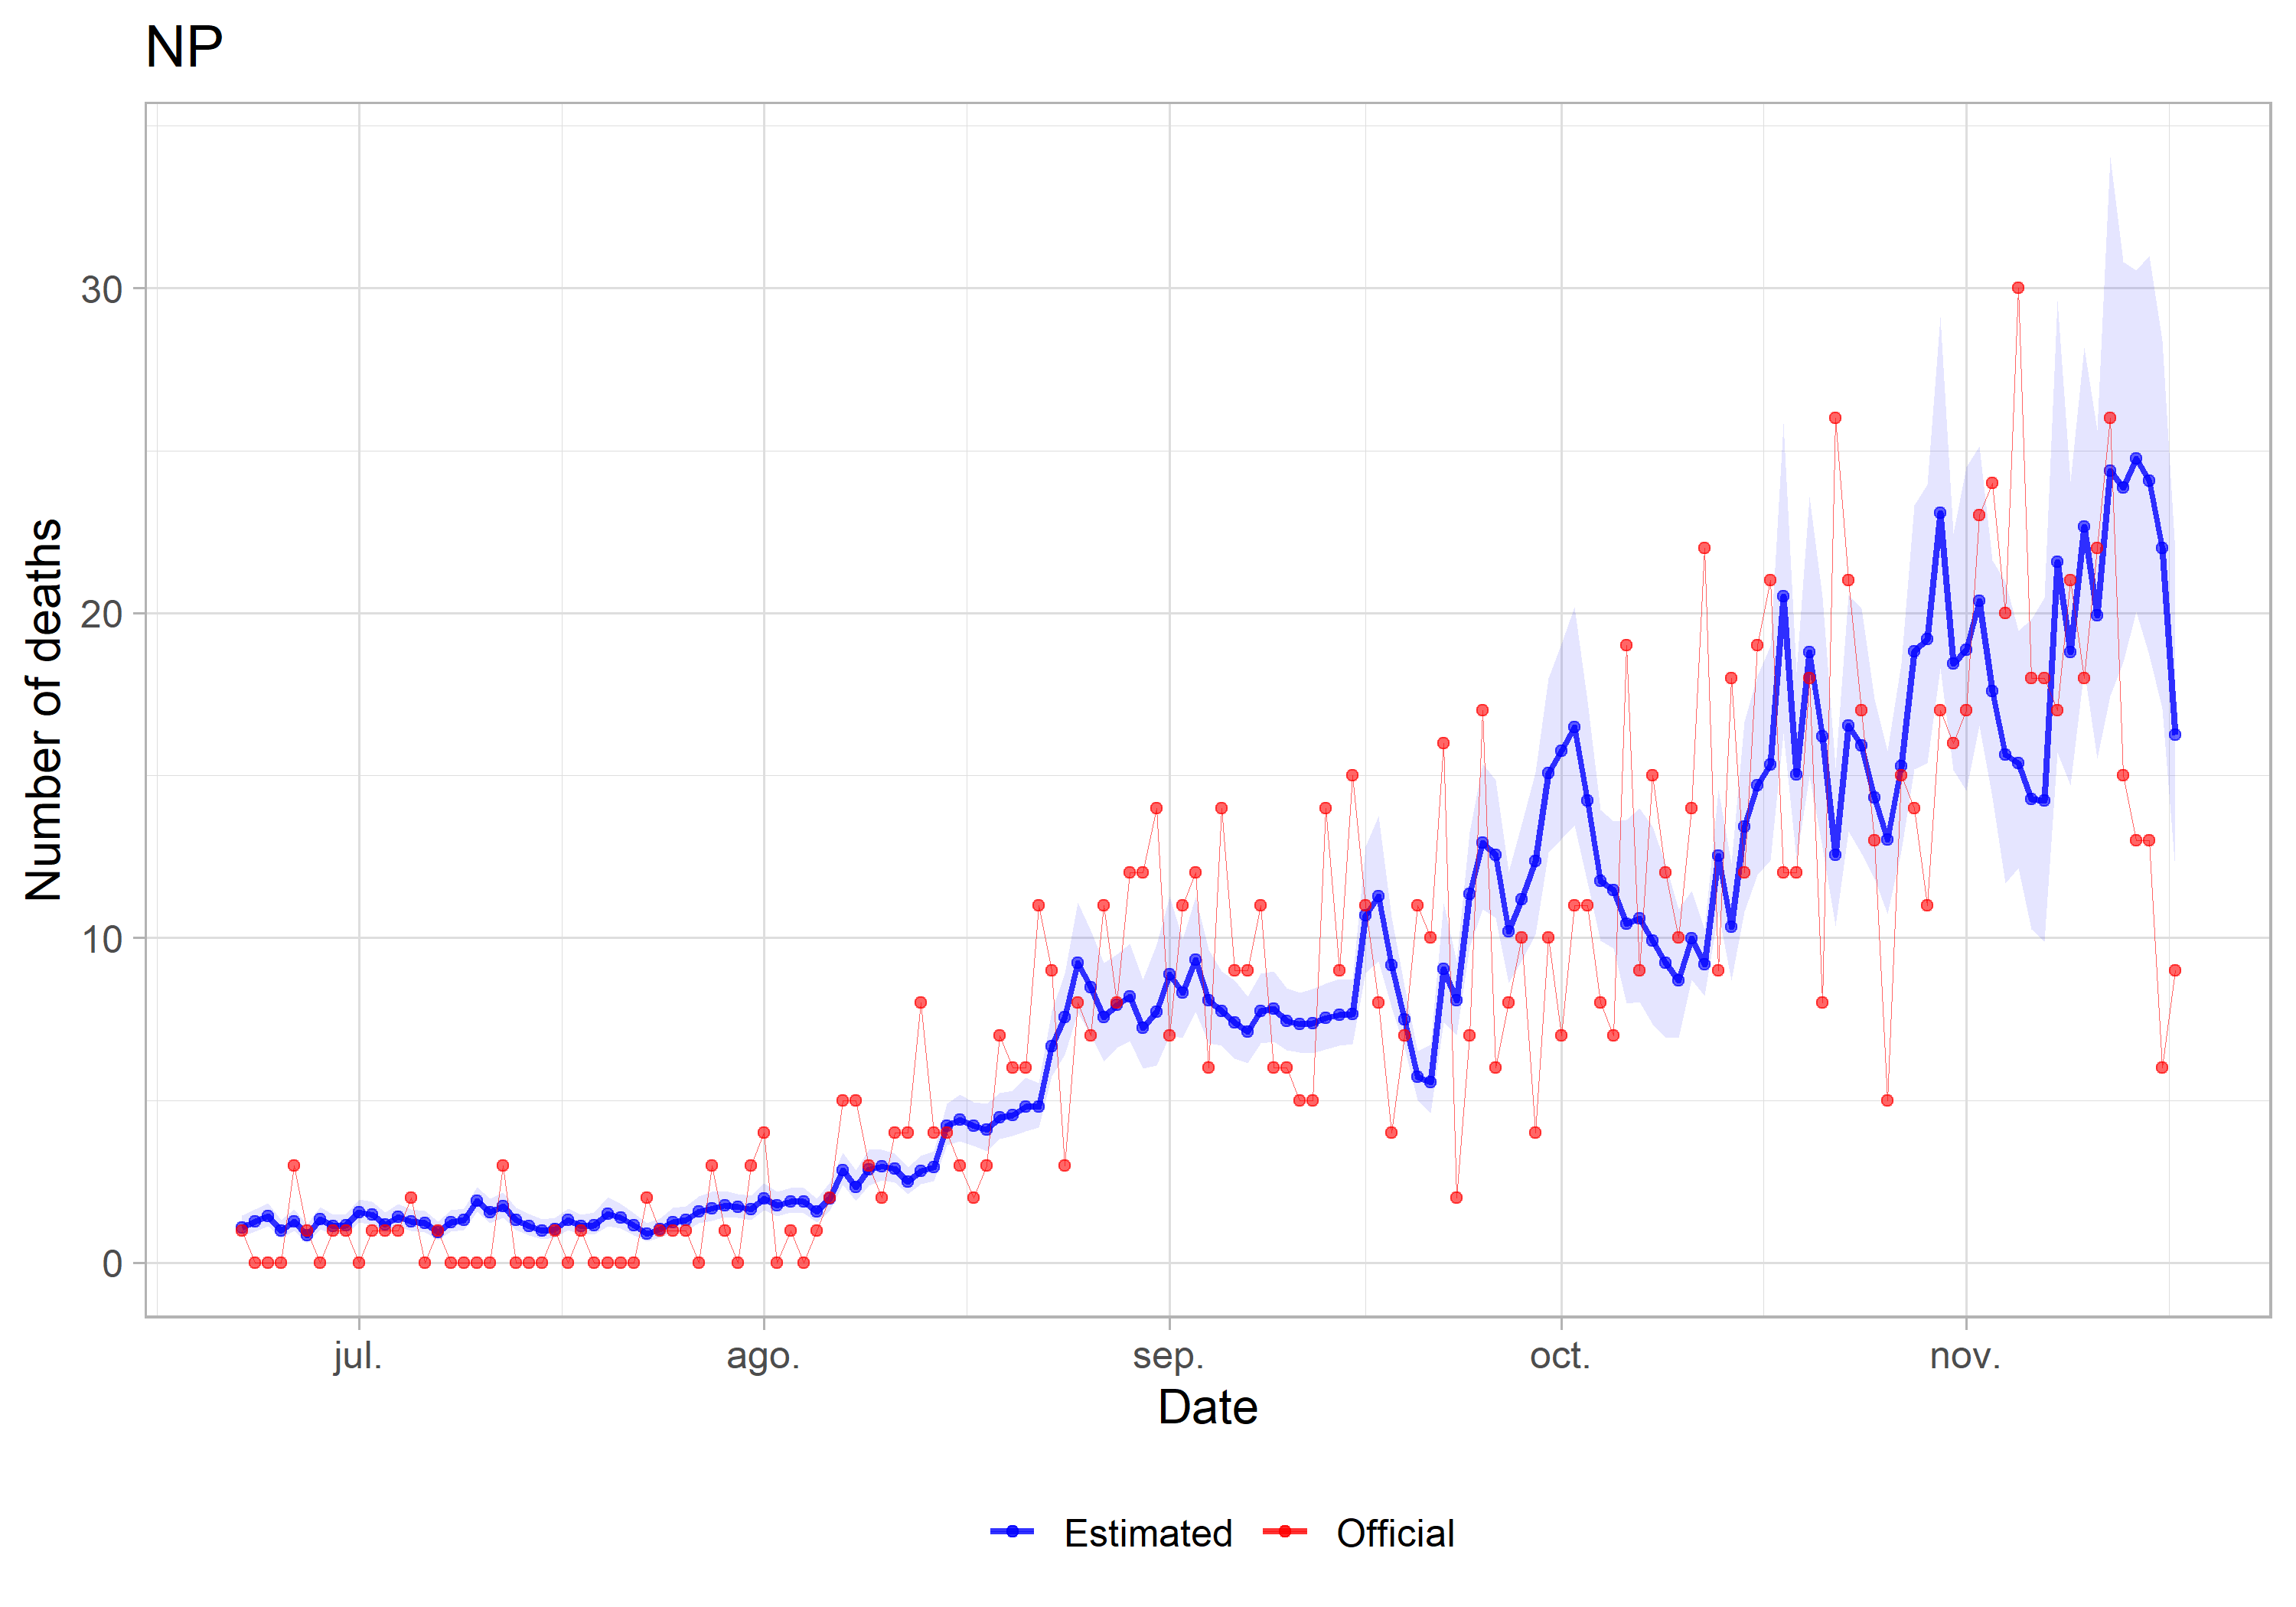 NP
Number of deaths
30
20
10
0
jul.
ago.
sep.
oct.
nov.
Date
Estimated
Official